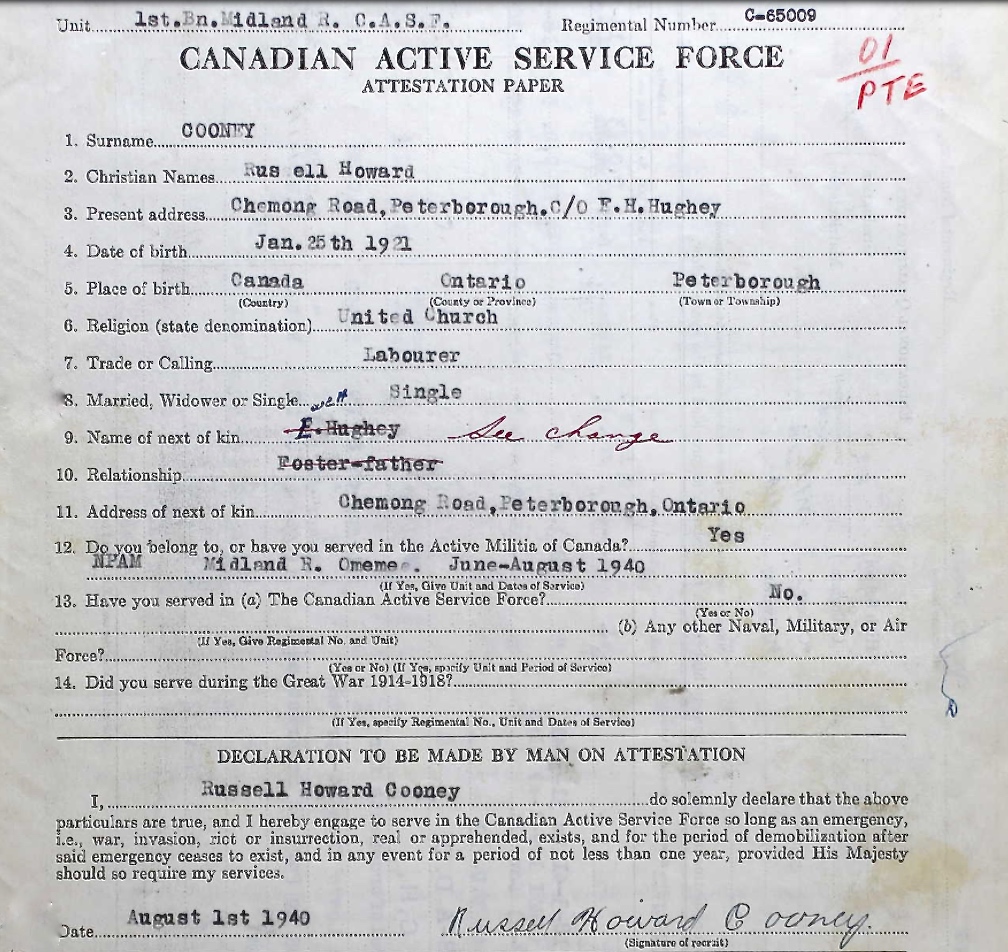 Unit 1st.Bn.Midland R. C.A.S.F. Regimental Number C-65009
CANADIAN ACTIVE SERVICE FORCE
ATTESTATION PAPER
01
PTE
1. Surname COONEY
2. Christian Names Rus ell Howard
3. Present address Chemong Road,Peterborough.C/O F.H.Hughey
4. Date of birth Jan. 25th 1921
5. Place of birth Canada Ontario Peterborough
(Country) (County or Province) (Town or Township)
6. Religion (state denomination) United Church
7. Trade or Calling Labourer
8. Married, Widower or Single Single
9. Name of next of kin F.Hughey See change
10. Relationship Foster-father
11. Address of next of kin Chemong Road,Peterborough,Ontario
12. Do you belong to, or have you served in the Active Militia of Canada? Yes
NPAM Midland R. Omemee. June-August 1940
(If Yes, Give Unit and Dates of Service)
13. Have you served in (a) The Canadian Active Service Force? No.
(Yes or No)
(b) Any other Naval, Military, or Air
(If Yes, Give Regimental No. and Unit)
Force?
(Yes or No) (If Yes, specify Unit and Period of Service)
14. Did you serve during the Great War 1914-1918?
(If Yes, specify Regimental No., Unit and Dates of Service)
DECLARATION TO BE MADE BY MAN ON ATTESTATION
I, Russell Howard Cooney do solemnly declare that the above
particulars are true, and I hereby engage to serve in the Canadian Active Service Force so long as an emergency,
i.e., war, invasion, riot or insurrection, real or apprehended, exists, and for the period of demobilization after
said emergency ceases to exist, and in any event for a period of not less than one year, provided His Majesty
should so require my services.
Date August 1st 1940 Russell Howard Cooney.
(Signature of recruit)